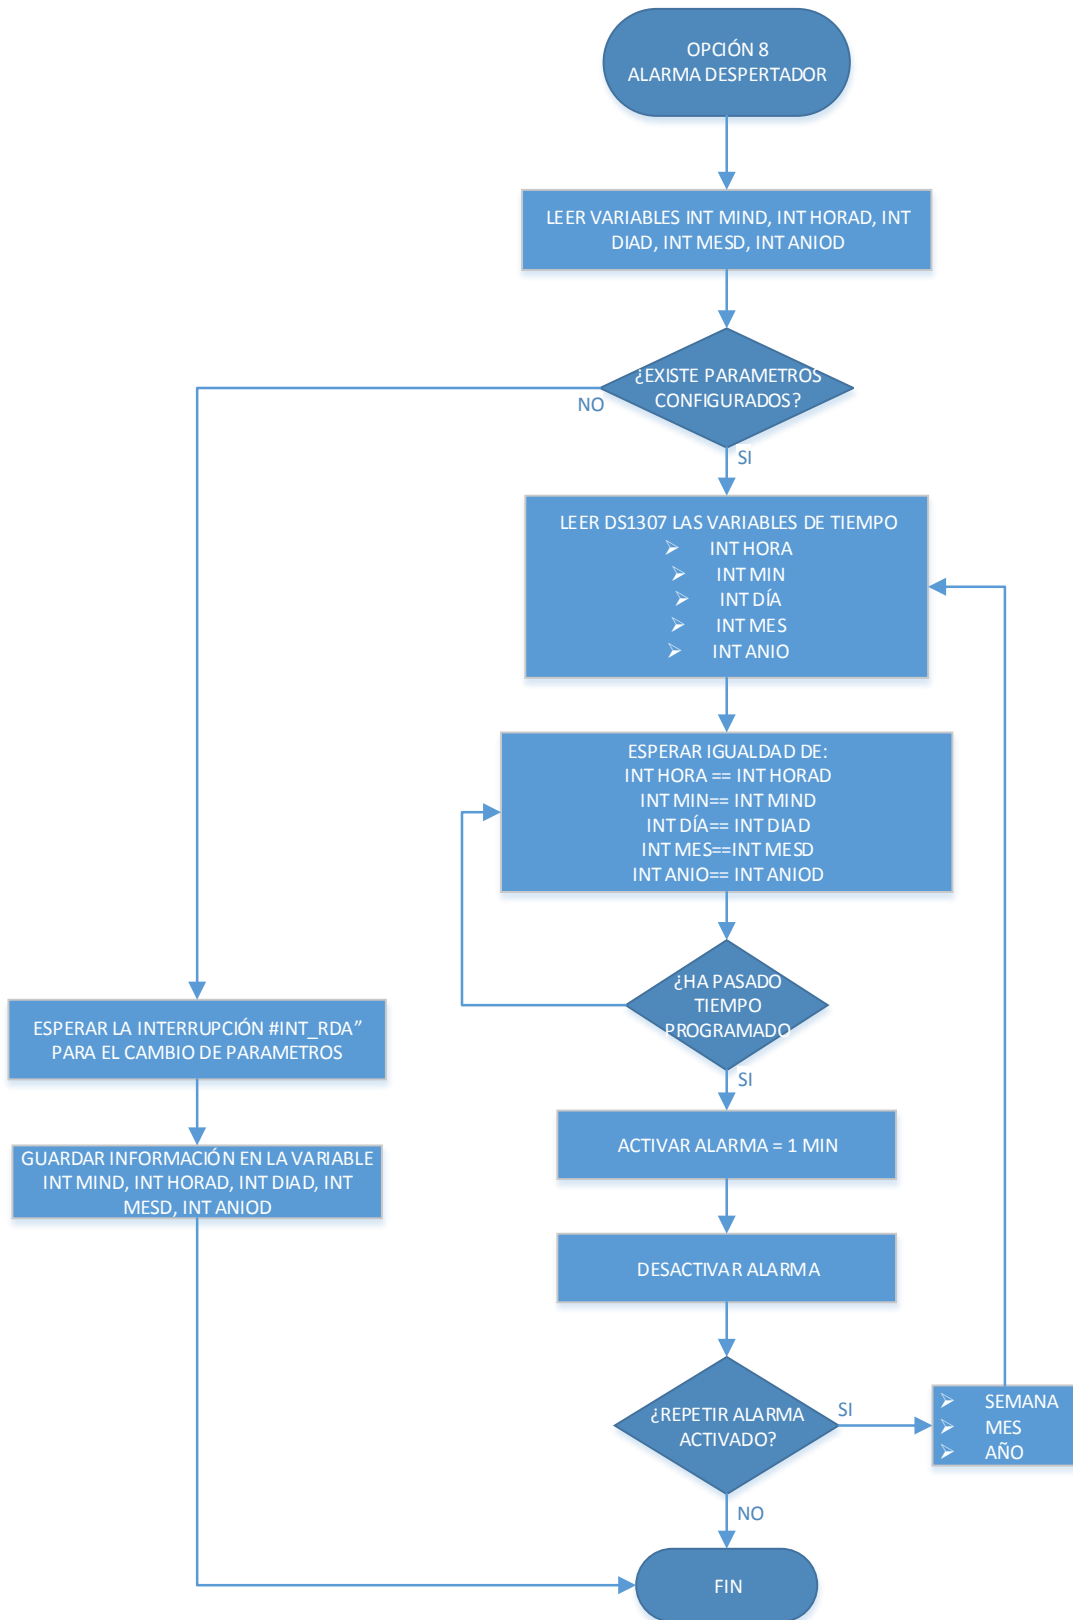 OPCIÓN 8
ALARMA DESPERTADOR
LEER VARIABLES INT MIND, INT HORAD, INT
DIAD, INT MESD, INT ANIOD
¿EXISTE PARAMETROS
CONFIGURADOS?
NO
SI
LEER DS1307 LAS VARIABLES DE TIEMPO
➢ INT HORA
➢ INT MIN
➢ INT DÍA
➢ INT MES
➢ INT ANIO
ESPERAR IGUALDAD DE:
INT HORA == INT HORAD
INT MIN== INT MIND
INT DÍA== INT DIAD
INT MES==INT MESD
INT ANIO== INT ANIOD
¿HA PASADO
TIEMPO
PROGRAMADO
SI
ESPERAR LA INTERRUPCIÓN #INT_RDA”
PARA EL CAMBIO DE PARAMETROS
GUARDAR INFORMACIÓN EN LA VARIABLE
INT MIND, INT HORAD, INT DIAD, INT
MESD, INT ANIOD
ACTIVAR ALARMA = 1 MIN
DESACTIVAR ALARMA
¿REPETIR ALARMA
ACTIVADO?
SI
➢ SEMANA
➢ MES
➢ AÑO
NO
FIN